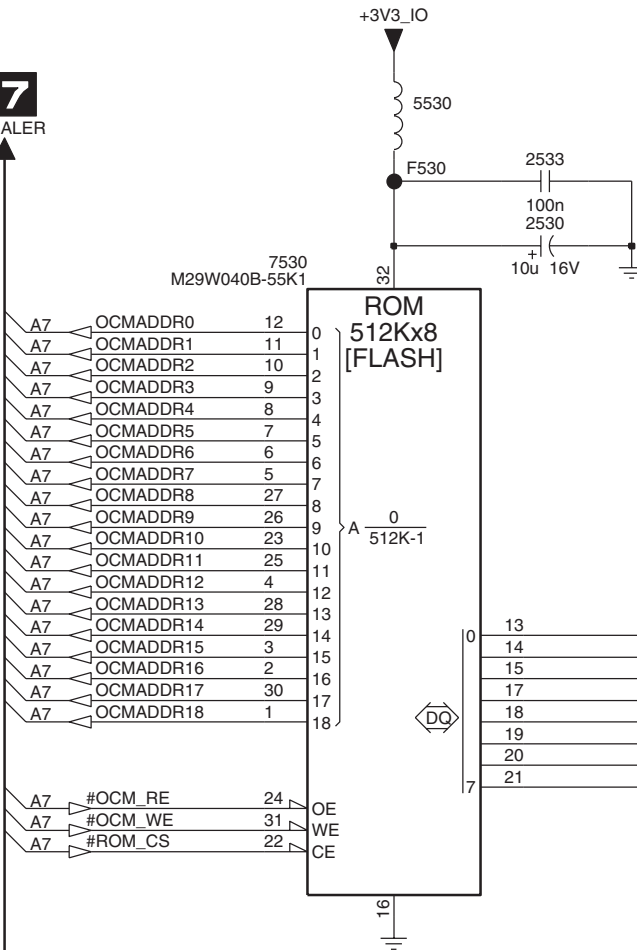 +3V3_IO
7
ALER
5530
F530
2533
100n
2530
+
10u 16V
7530
M29W040B-55K1
32
ROM
512Kx8
[FLASH]
A7 OCMADDR0 12 0
A7 OCMADDR1 11 1
A7 OCMADDR2 10 2
A7 OCMADDR3 9 3
A7 OCMADDR4 8 4
A7 OCMADDR5 7 5
A7 OCMADDR6 6 6
A7 OCMADDR7 5 7
A7 OCMADDR8 27 8
A7 OCMADDR9 26 9
A 0
512K-1
A7 OCMADDR10 23 10
A7 OCMADDR11 25 11
A7 OCMADDR12 4 12
A7 OCMADDR13 28 13
A7 OCMADDR14 29 14
A7 OCMADDR15 3 15
A7 OCMADDR16 2 16
A7 OCMADDR17 30 17
A7 OCMADDR18 1 18
0 13
14
15
17
DQ 18
19
20
7 21
A7 #OCM_RE 24 OE
A7 #OCM_WE 31 WE
A7 #ROM_CS 22 CE
16